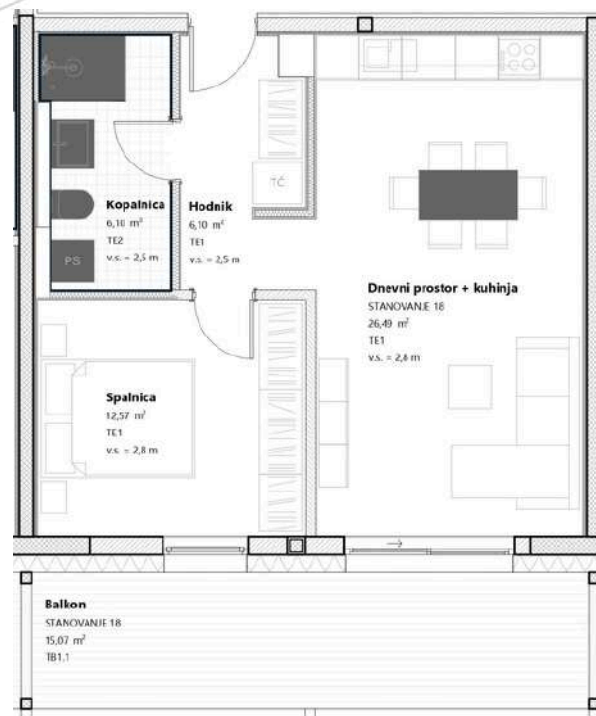 Kopalnica
6,10 m²
TE2
v.s. = 2,5 m
PS
Hodnik
6,10 m²
TE1
v.s. = 2,5 m
TČ
Dnevni prostor + kuhinja
STANOVANJE 18
26,49 m²
TE1
v.s. = 2,8 m
Spalnica
12,57 m²
TE1
v.s. = 2,8 m
Balkon
STANOVANJE 18
15,07 m²
TB1.1